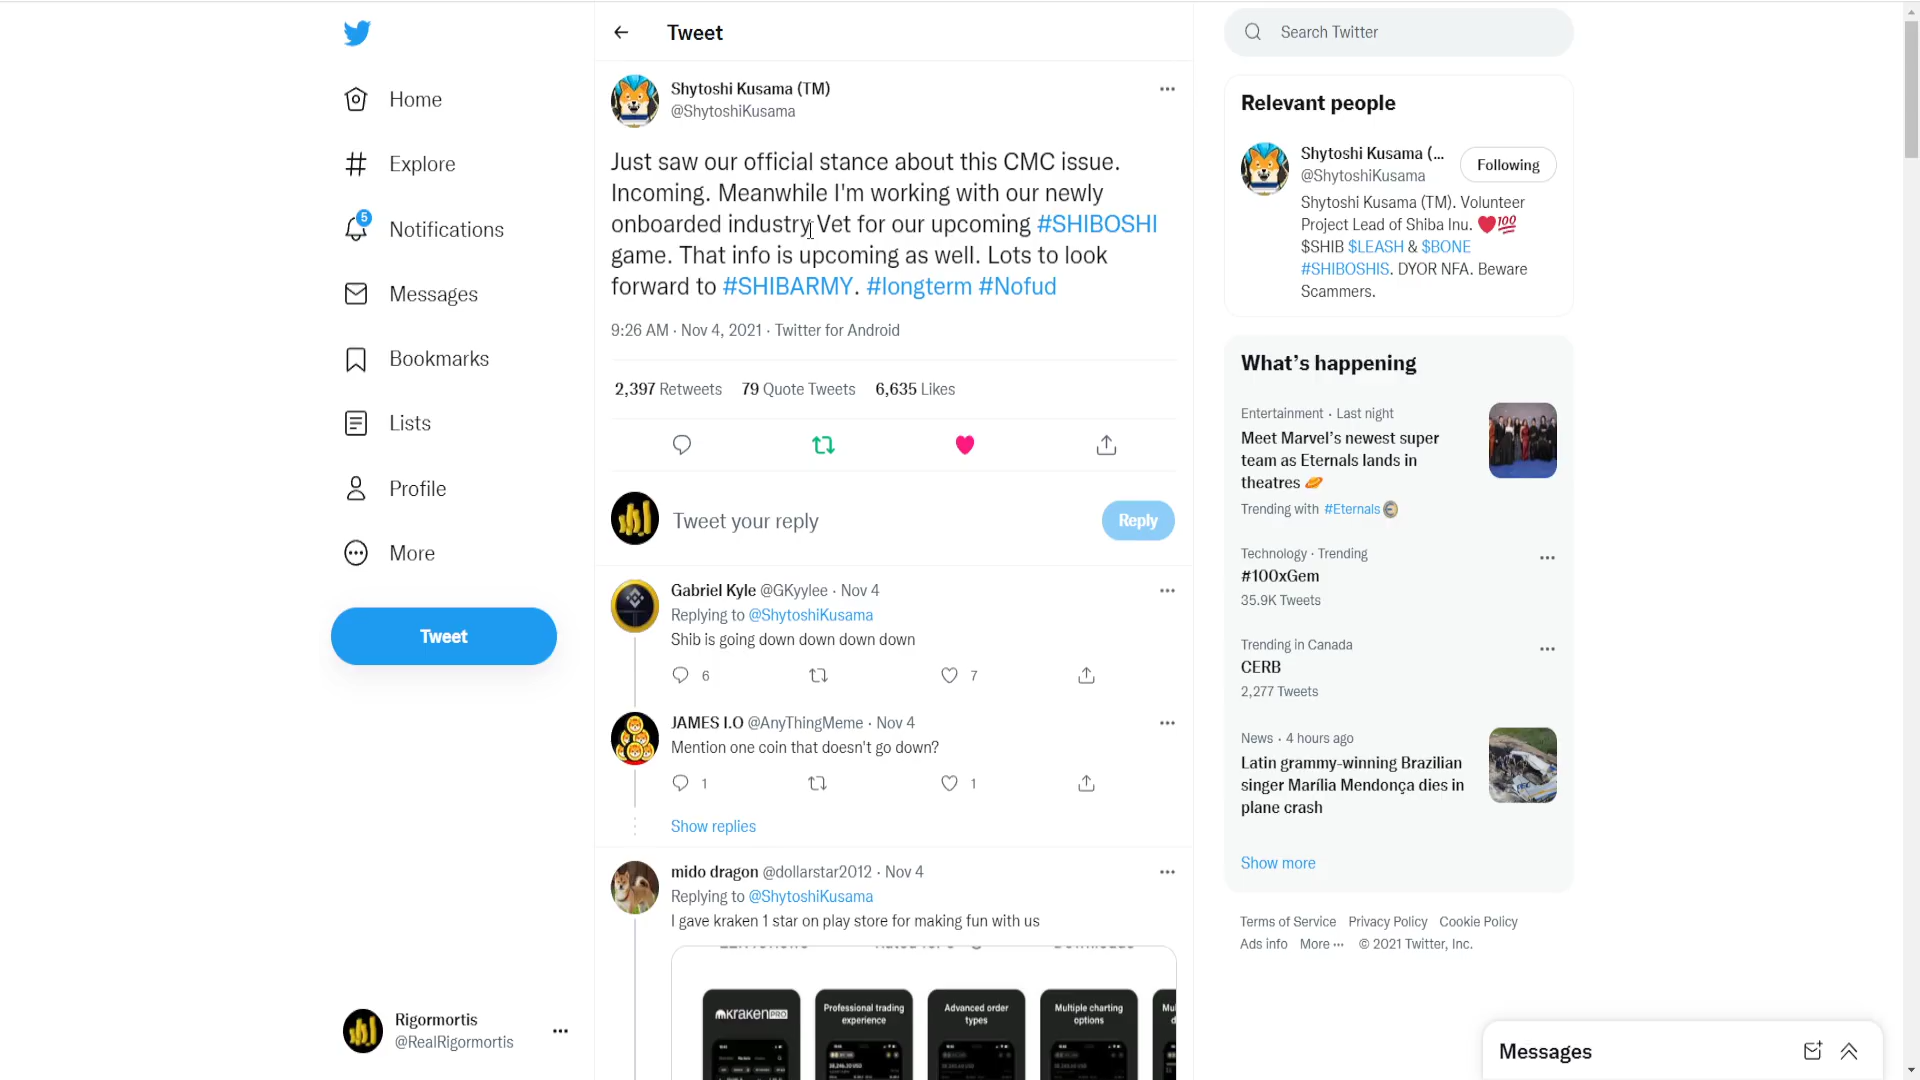 Home
Explore
5
Notifications
Messages
Bookmarks
Lists
Profile
More
Tweet
Rigormortis
@RealRigormortis
Tweet
Shytoshi Kusama (TM)
@ShytoshiKusama
Just saw our official stance about this CMC issue.
Incoming. Meanwhile I'm working with our newly
onboarded industry Vet for our upcoming #SHIBOSHI
game. That info is upcoming as well. Lots to look
forward to #SHIBARMY. #longterm #Nofud
9:26 AM · Nov 4, 2021 · Twitter for Android
2,397 Retweets 79 Quote Tweets 6,635 Likes
Tweet your reply
Reply
Gabriel Kyle @GKyylee · Nov 4
Replying to @ShytoshiKusama
Shib is going down down down down
6 7
JAMES I.O @AnyThingMeme · Nov 4
Mention one coin that doesn't go down?
1 1
Show replies
mido dragon @dollarstar2012 · Nov 4
Replying to @ShytoshiKusama
I gave kraken 1 star on play store for making fun with us
kraken PRO
Professional trading
experience
Advanced order
types
Multiple charting
options
Search Twitter
Relevant people
Shytoshi Kusama (...
@ShytoshiKusama
Following
Shytoshi Kusama (TM). Volunteer
Project Lead of Shiba Inu. ❤️💯
$SHIB $LEASH & $BONE
#SHIBOSHIS. DYOR NFA. Beware
Scammers.
What's happening
Entertainment · Last night
Meet Marvel's newest super
team as Eternals lands in
theatres
Trending with #Eternals
Technology · Trending
#100xGem
35.9K Tweets
Trending in Canada
CERB
2,277 Tweets
News · 4 hours ago
Latin grammy-winning Brazilian
singer Marília Mendonça dies in
plane crash
Show more
Terms of Service Privacy Policy Cookie Policy
Ads info More ··· © 2021 Twitter, Inc.
Messages